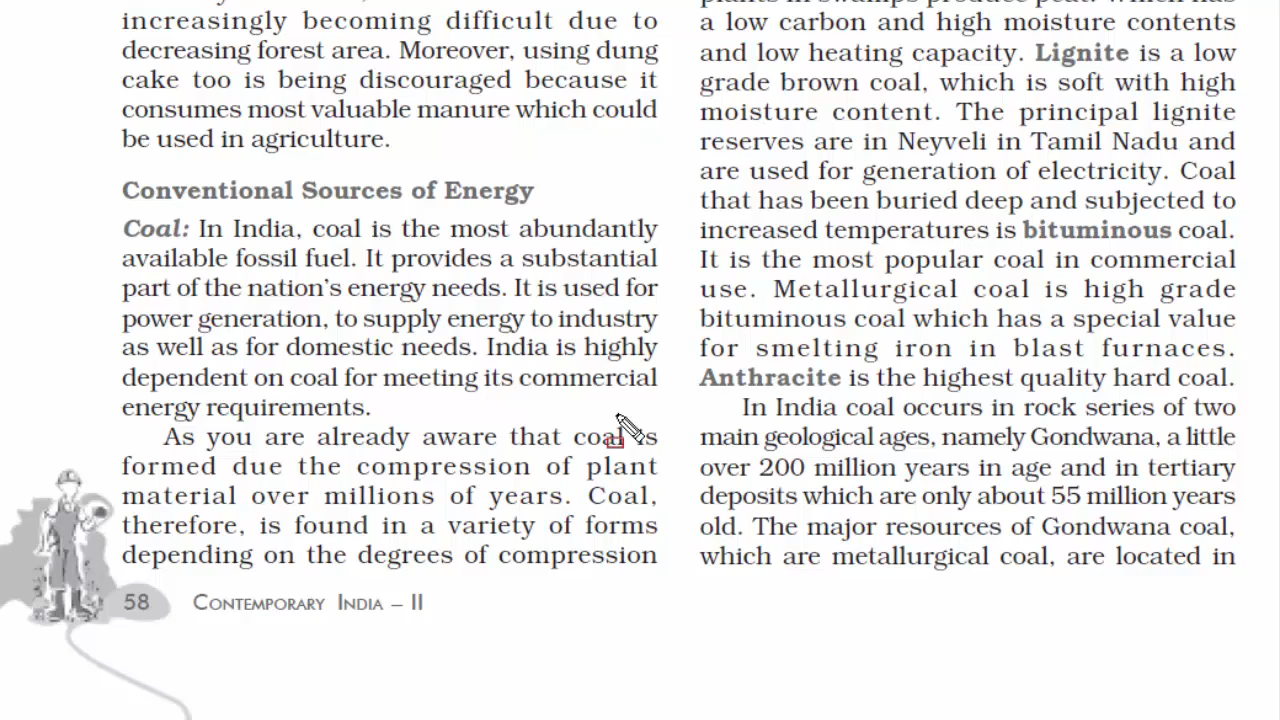 increasingly becoming difficult due to
decreasing forest area. Moreover, using dung
cake too is being discouraged because it
consumes most valuable manure which could
be used in agriculture.
Conventional Sources of Energy
Coal: In India, coal is the most abundantly
available fossil fuel. It provides a substantial
part of the nation's energy needs. It is used for
power generation, to supply energy to industry
as well as for domestic needs. India is highly
dependent on coal for meeting its commercial
energy requirements.
As you are already aware that coal is
formed due the compression of plant
material over millions of years. Coal,
therefore, is found in a variety of forms
depending on the degrees of compression
58 Contemporary India – II
plants in swamps produce peat. Which has
a low carbon and high moisture contents
and low heating capacity. Lignite is a low
grade brown coal, which is soft with high
moisture content. The principal lignite
reserves are in Neyveli in Tamil Nadu and
are used for generation of electricity. Coal
that has been buried deep and subjected to
increased temperatures is bituminous coal.
It is the most popular coal in commercial
use. Metallurgical coal is high grade
bituminous coal which has a special value
for smelting iron in blast furnaces.
Anthracite is the highest quality hard coal.
In India coal occurs in rock series of two
main geological ages, namely Gondwana, a little
over 200 million years in age and in tertiary
deposits which are only about 55 million years
old. The major resources of Gondwana coal,
which are metallurgical coal, are located in